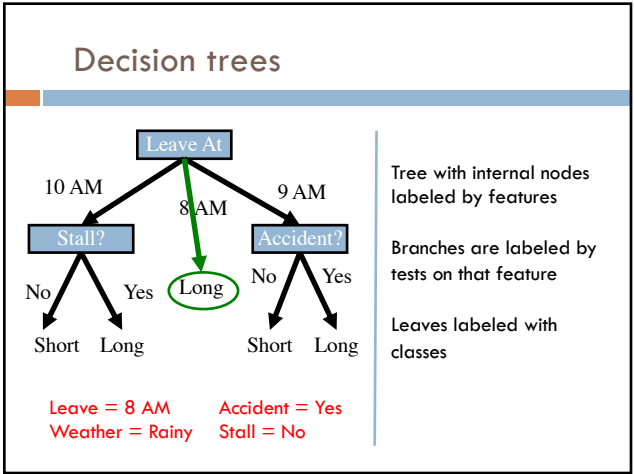 Decision trees
Leave At
10 AM
8 AM
9 AM
Stall?
Accident?
No
Yes
Long
No
Yes
Short
Long
Short
Long
Leave = 8 AM
Accident = Yes
Weather = Rainy
Stall = No
Tree with internal nodes
labeled by features
Branches are labeled by
tests on that feature
Leaves labeled with
classes